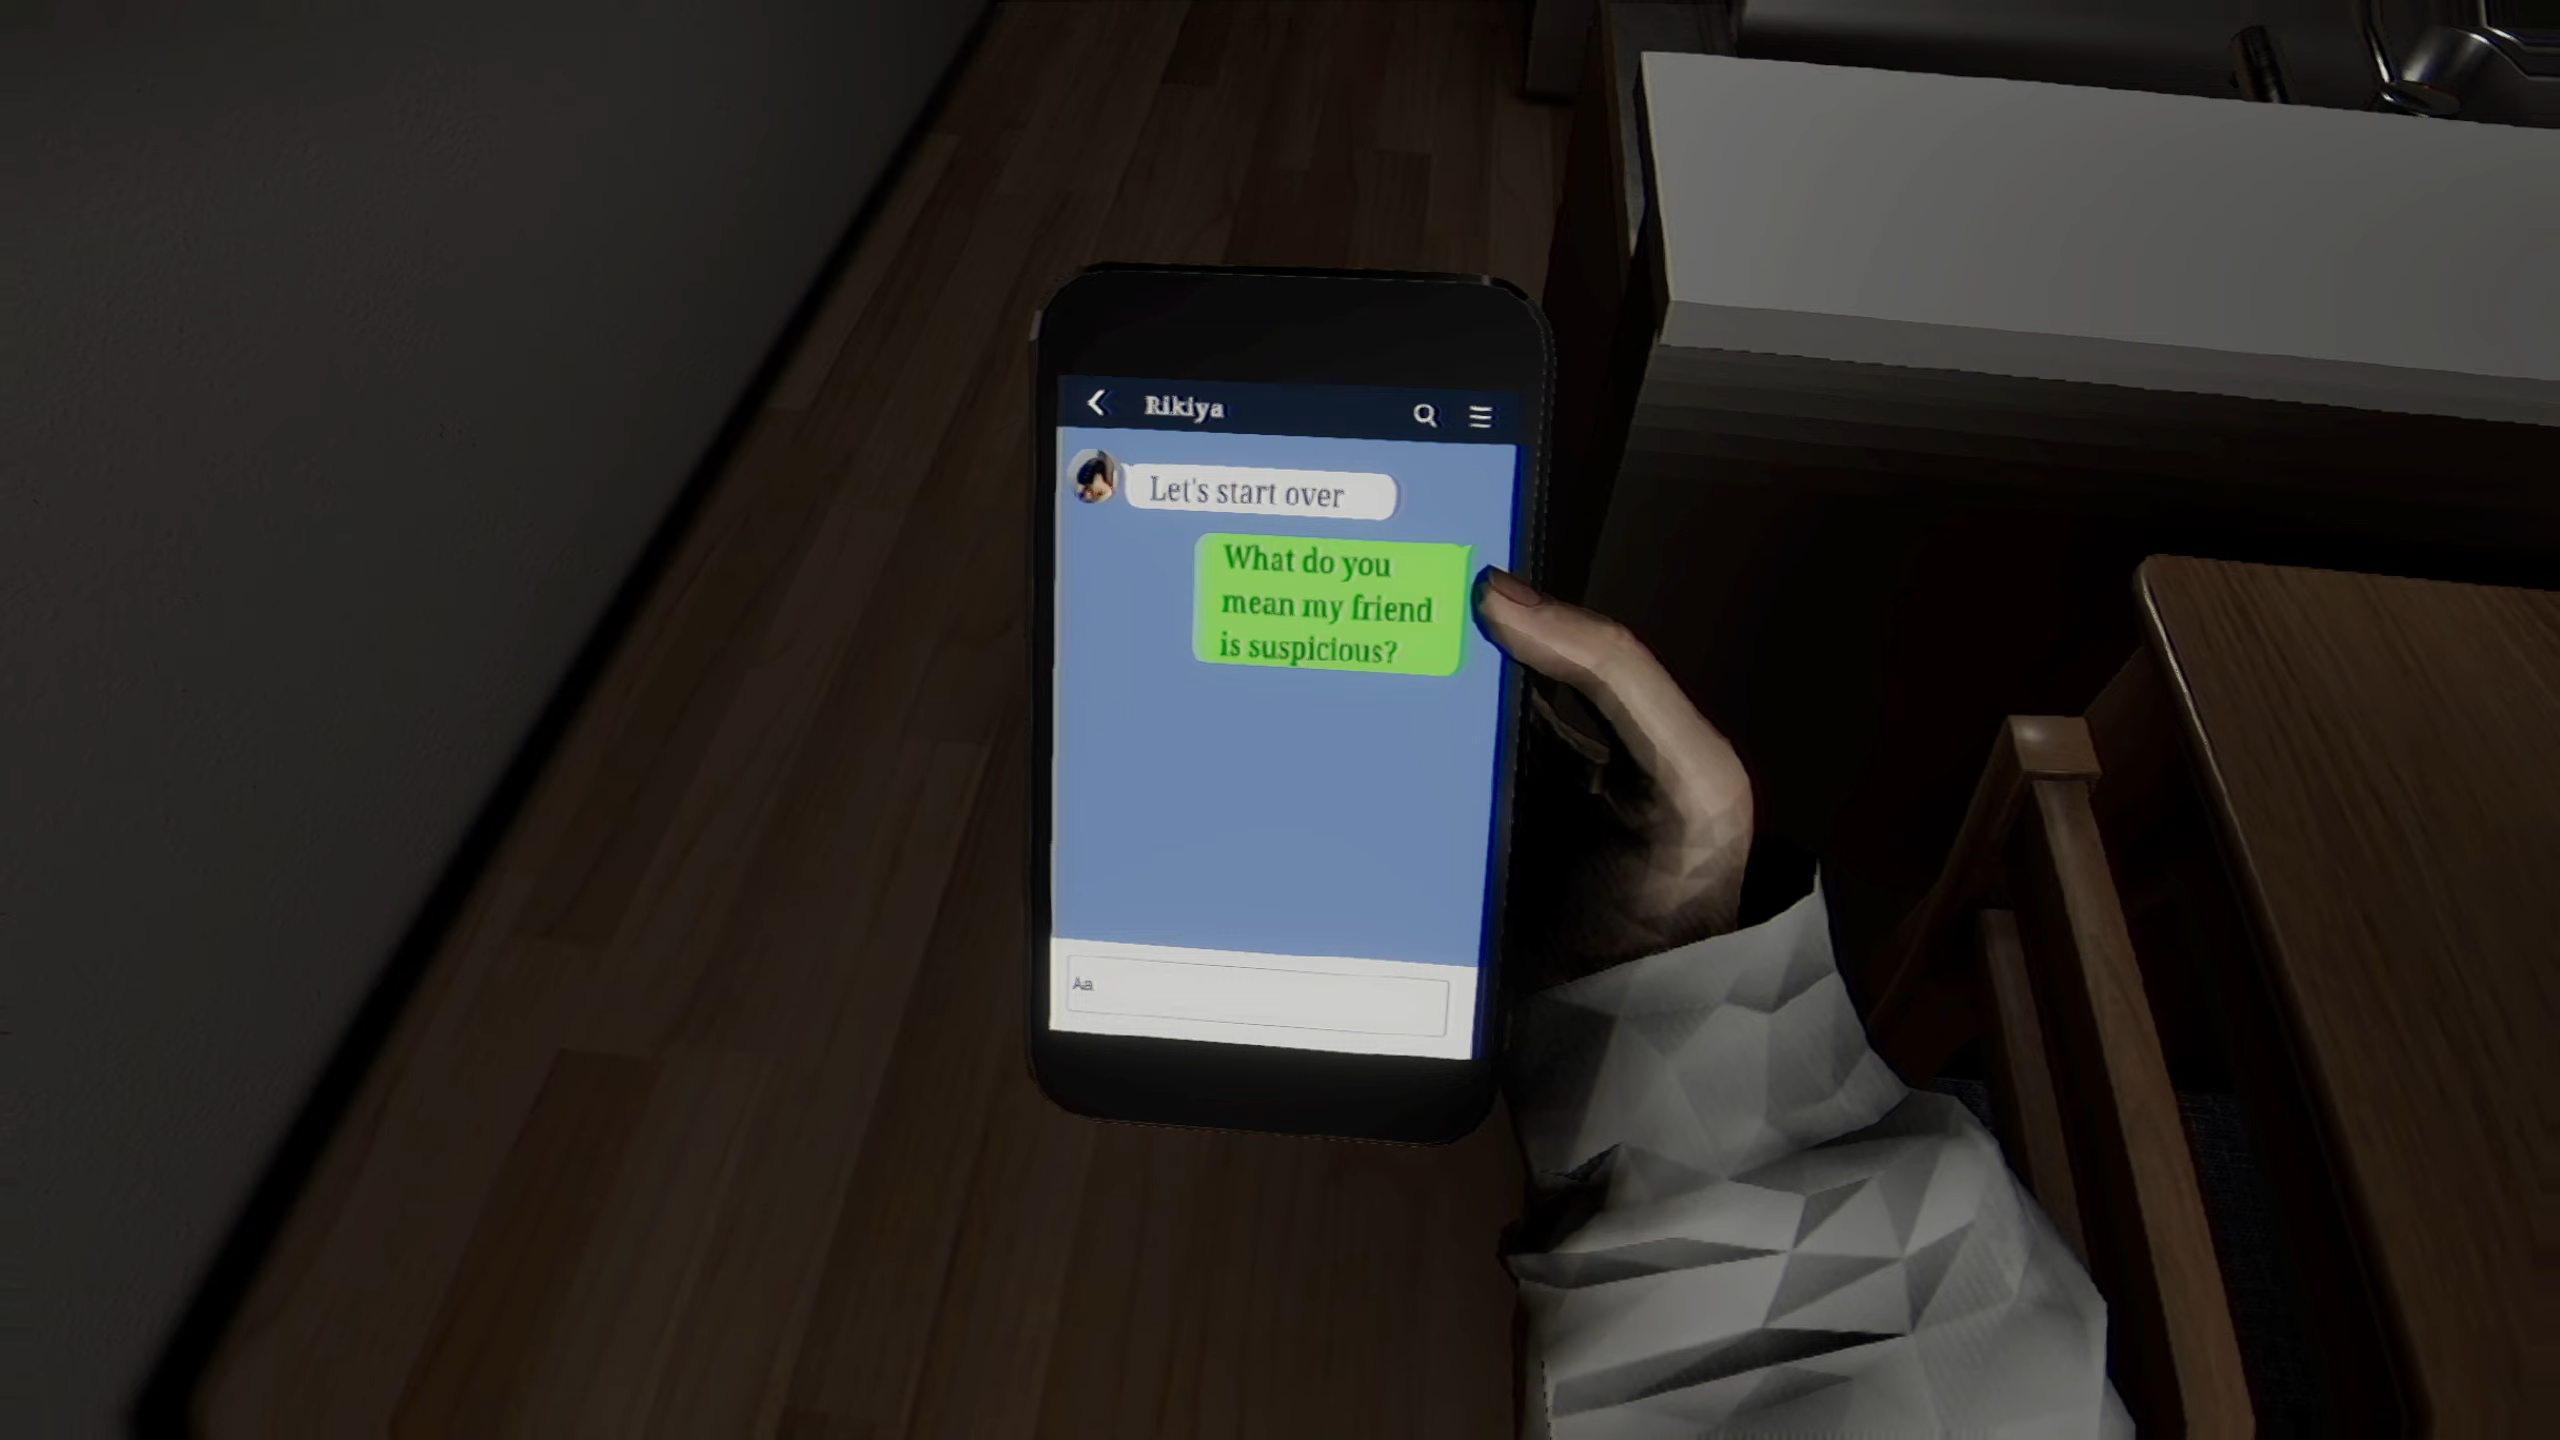 Rikiya
Let's start over
What do you
mean my friend
is suspicious?
Aa